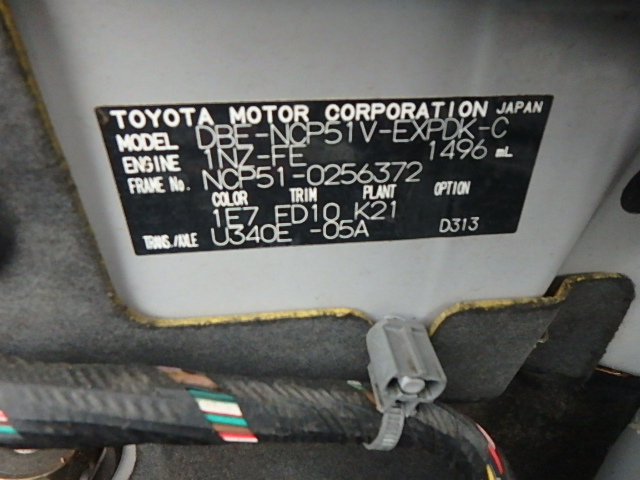 TOYOTA MOTOR CORPORATION JAPAN
MODEL DBE-NCP51V-EXPDK-C
ENGINE 1NZ-FE 1496 mL
FRAME No. NCP51-0256372
COLOR TRIM PLANT OPTION
1E7 FD10 K21
TRANS./AXLE U340E -05A D313